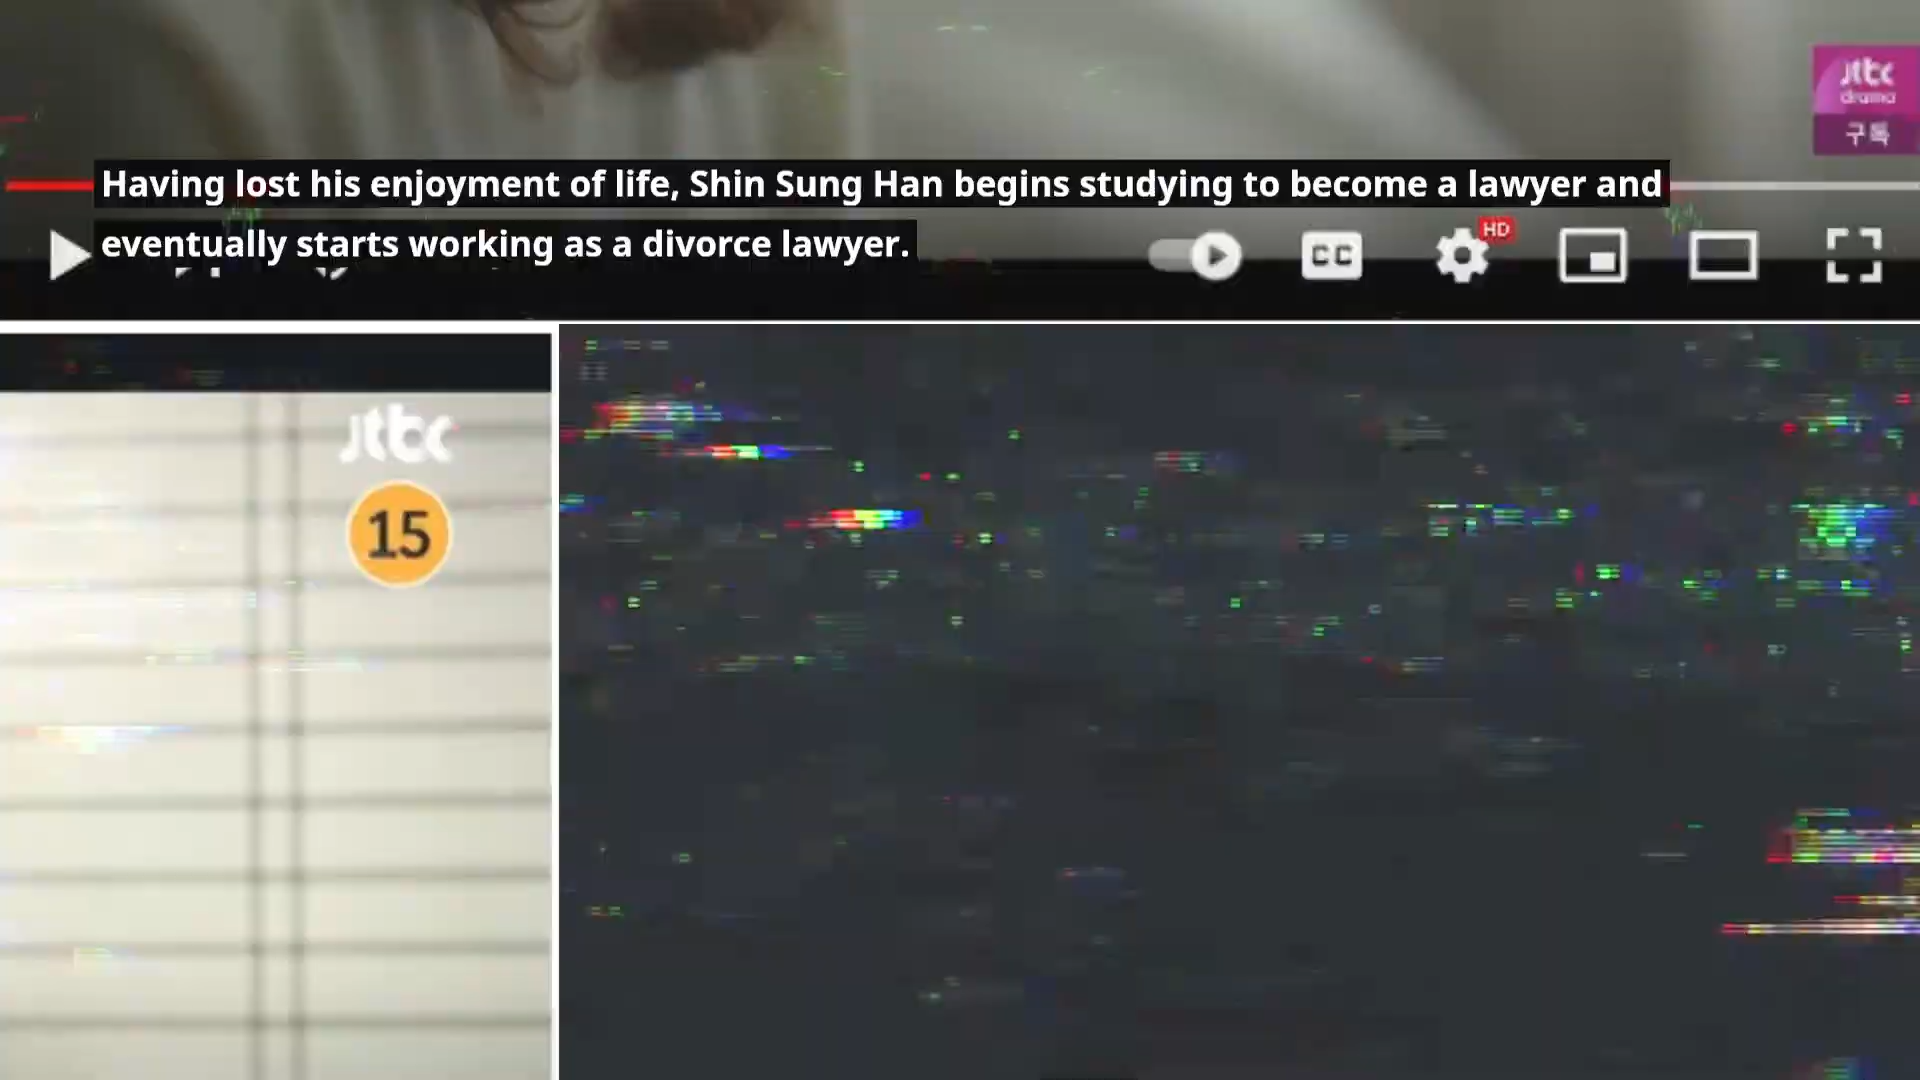 jtbc
drama
구독
Having lost his enjoyment of life, Shin Sung Han begins studying to become a lawyer and
eventually starts working as a divorce lawyer.
CC
HD
jtbc
15